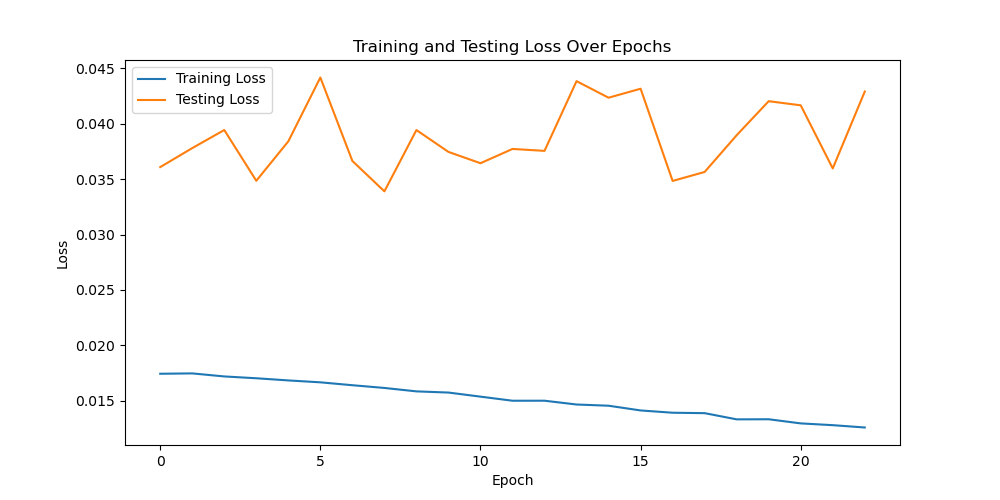 Training and Testing Loss Over Epochs
Training Loss
Testing Loss
0.045
0.040
0.035
0.030
0.025
0.020
0.015
Loss
0 5 10 15 20
Epoch